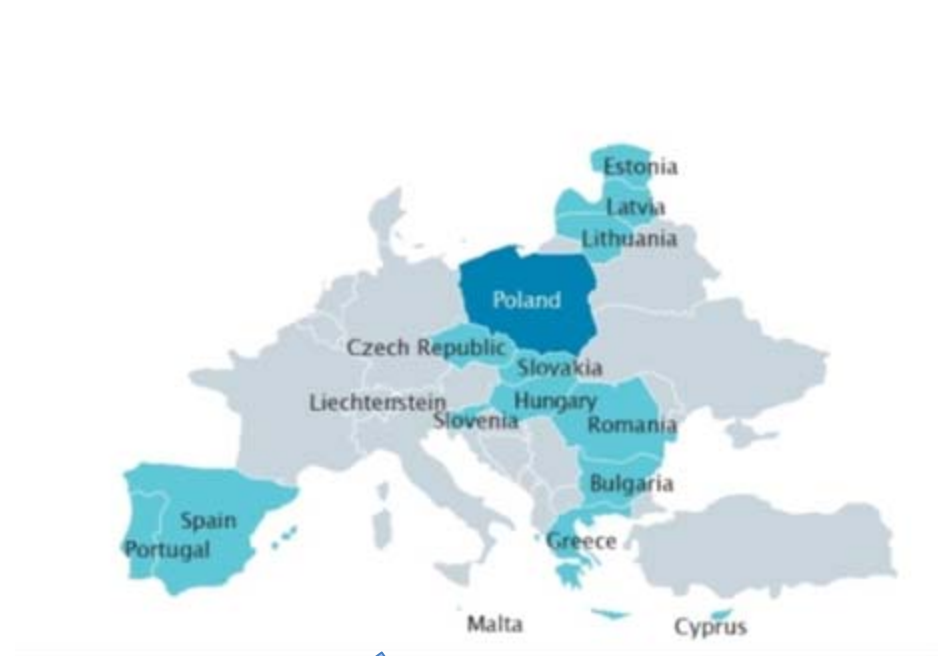 Estonia
Latvia
Lithuania
Poland
Czech Republic
Slovakia
Liechtenstein
Hungary
Slovenia
Romania
Bulgaria
Spain
Greece
Portugal
Malta
Cyprus